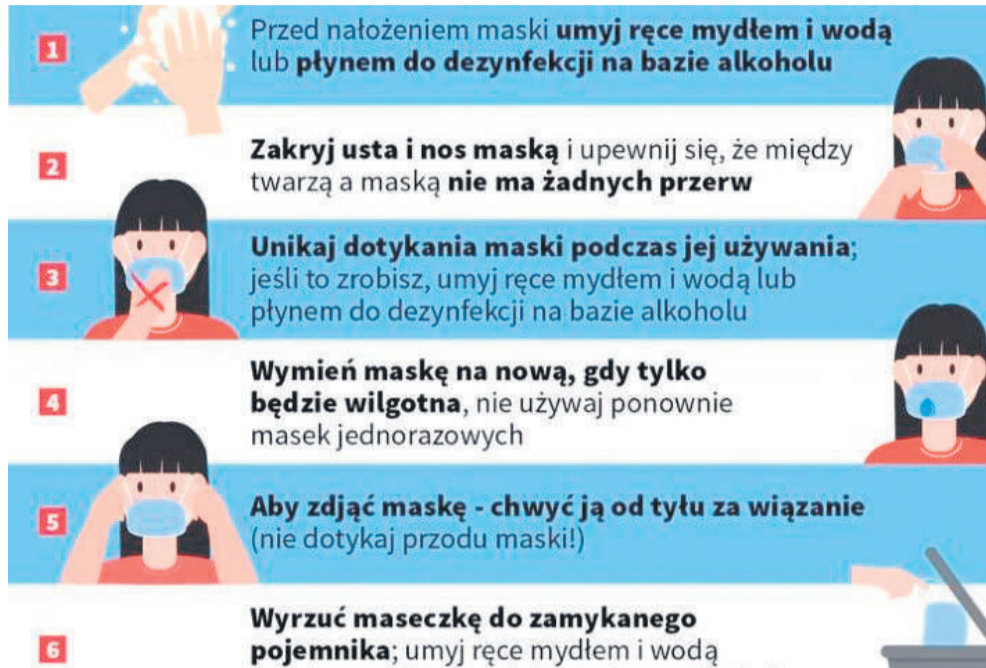 1
Przed nałożeniem maski umyj ręce mydłem i wodą
lub płynem do dezynfekcji na bazie alkoholu
2
Zakryj usta i nos maską i upewnij się, że między
twarzą a maską nie ma żadnych przerw
3
Unikaj dotykania maski podczas jej używania;
jeśli to zrobisz, umyj ręce mydłem i wodą lub
płynem do dezynfekcji na bazie alkoholu
4
Wymień maskę na nową, gdy tylko
będzie wilgotna, nie używaj ponownie
masek jednorazowych
5
Aby zdjąć maskę - chwyć ją od tyłu za wiązanie
(nie dotykaj przodu maski!)
6
Wyrzuć maseczkę do zamykanego
pojemnika; umyj ręce mydłem i wodą